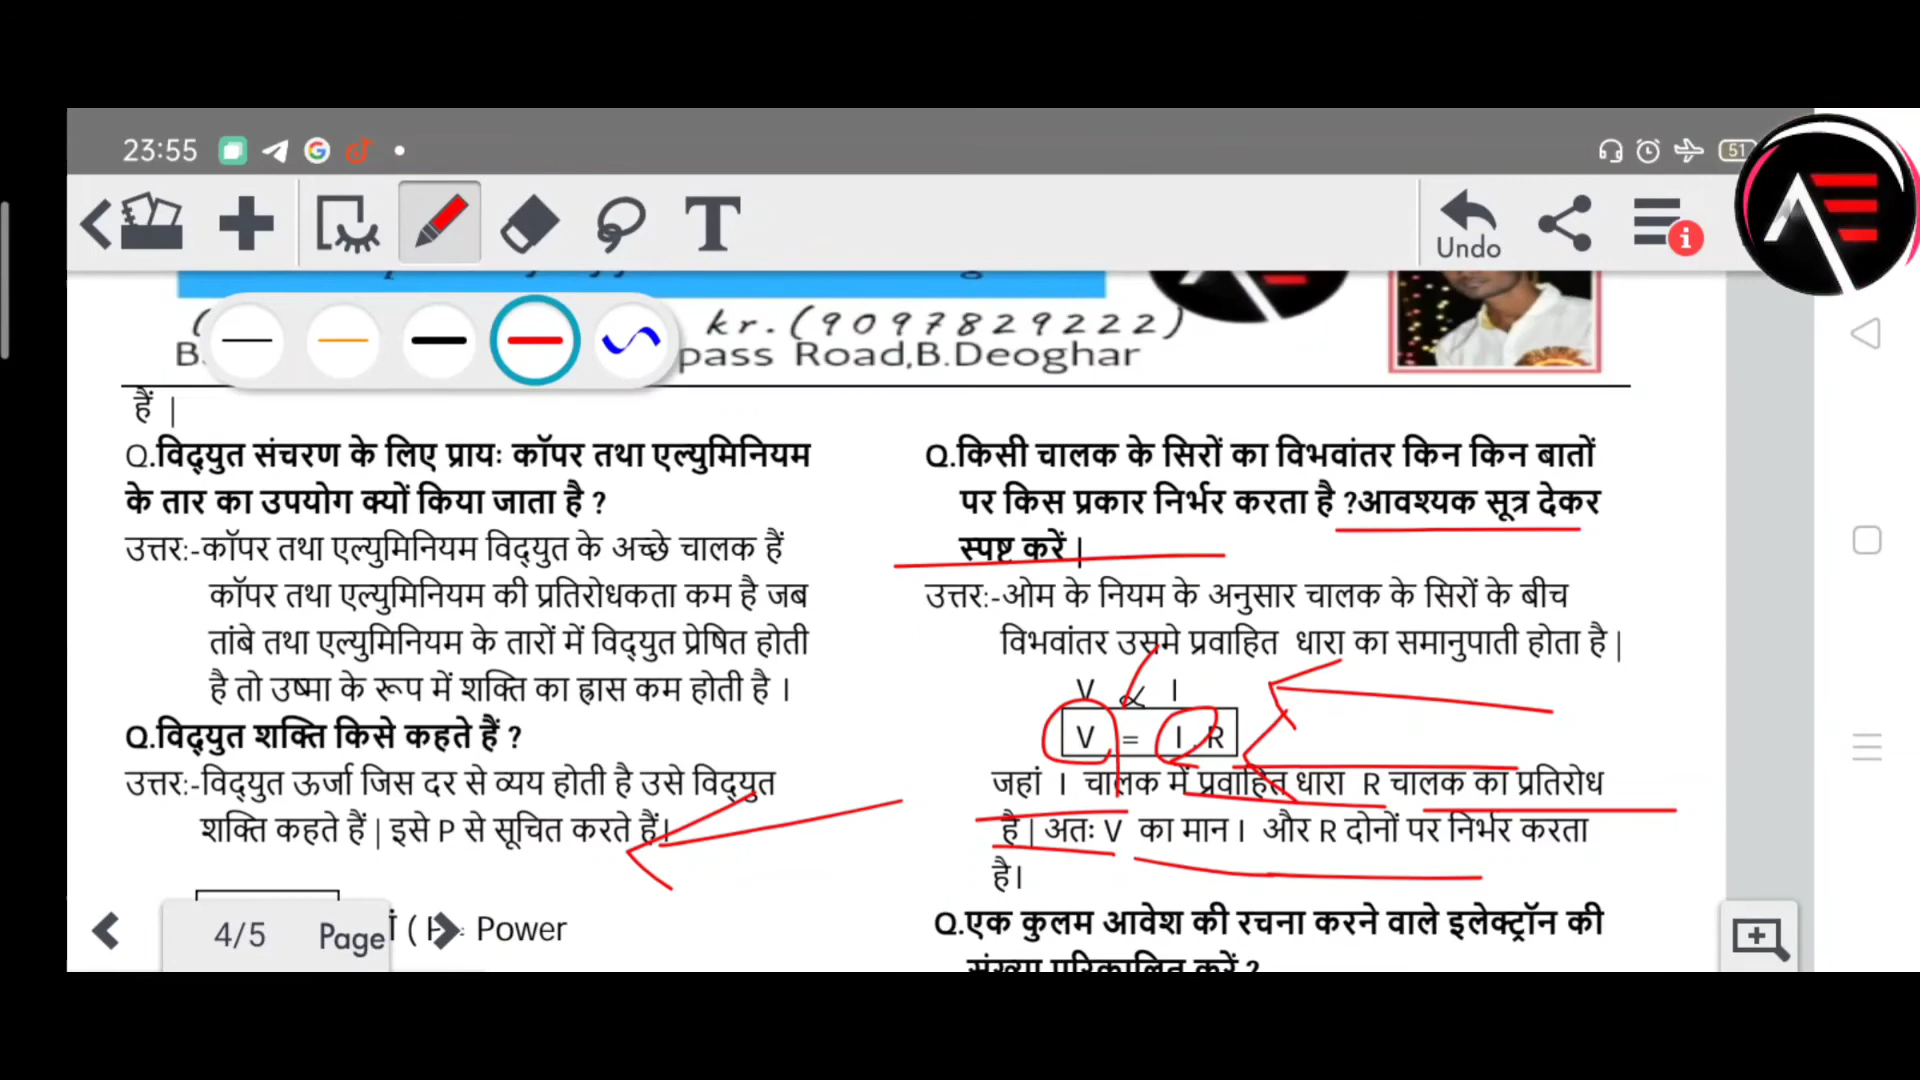 23:55
51
Undo
kr.(9097829222)
pass Road,B.Deoghar
हैं |
Q.विद्युत संचरण के लिए प्रायः कॉपर तथा एल्युमिनियम
के तार का उपयोग क्यों किया जाता है ?
उत्तर:-कॉपर तथा एल्युमिनियम विद्युत के अच्छे चालक हैं
कॉपर तथा एल्युमिनियम की प्रतिरोधकता कम है जब
तांबे तथा एल्युमिनियम के तारों में विद्युत प्रेषित होती
है तो उष्मा के रूप में शक्ति का ह्रास कम होती है ।
Q.विद्युत शक्ति किसे कहते हैं ?
उत्तर:-विद्युत ऊर्जा जिस दर से व्यय होती है उसे विद्युत
शक्ति कहते हैं | इसे P से सूचित करते हैं।
Power
4/5 Page
Q.किसी चालक के सिरों का विभवांतर किन किन बातों
पर किस प्रकार निर्भर करता है ?आवश्यक सूत्र देकर
स्पष्ट करें |
उत्तर:-ओम के नियम के अनुसार चालक के सिरों के बीच
विभवांतर उसमे प्रवाहित धारा का समानुपाती होता है |
V ∝ I
V = I . R
जहां I चालक में प्रवाहित धारा R चालक का प्रतिरोध
है | अतः V का मान I और R दोनों पर निर्भर करता
है।
Q.एक कुलम आवेश की रचना करने वाले इलेक्ट्रॉन की
संख्या परिकालित करें ?